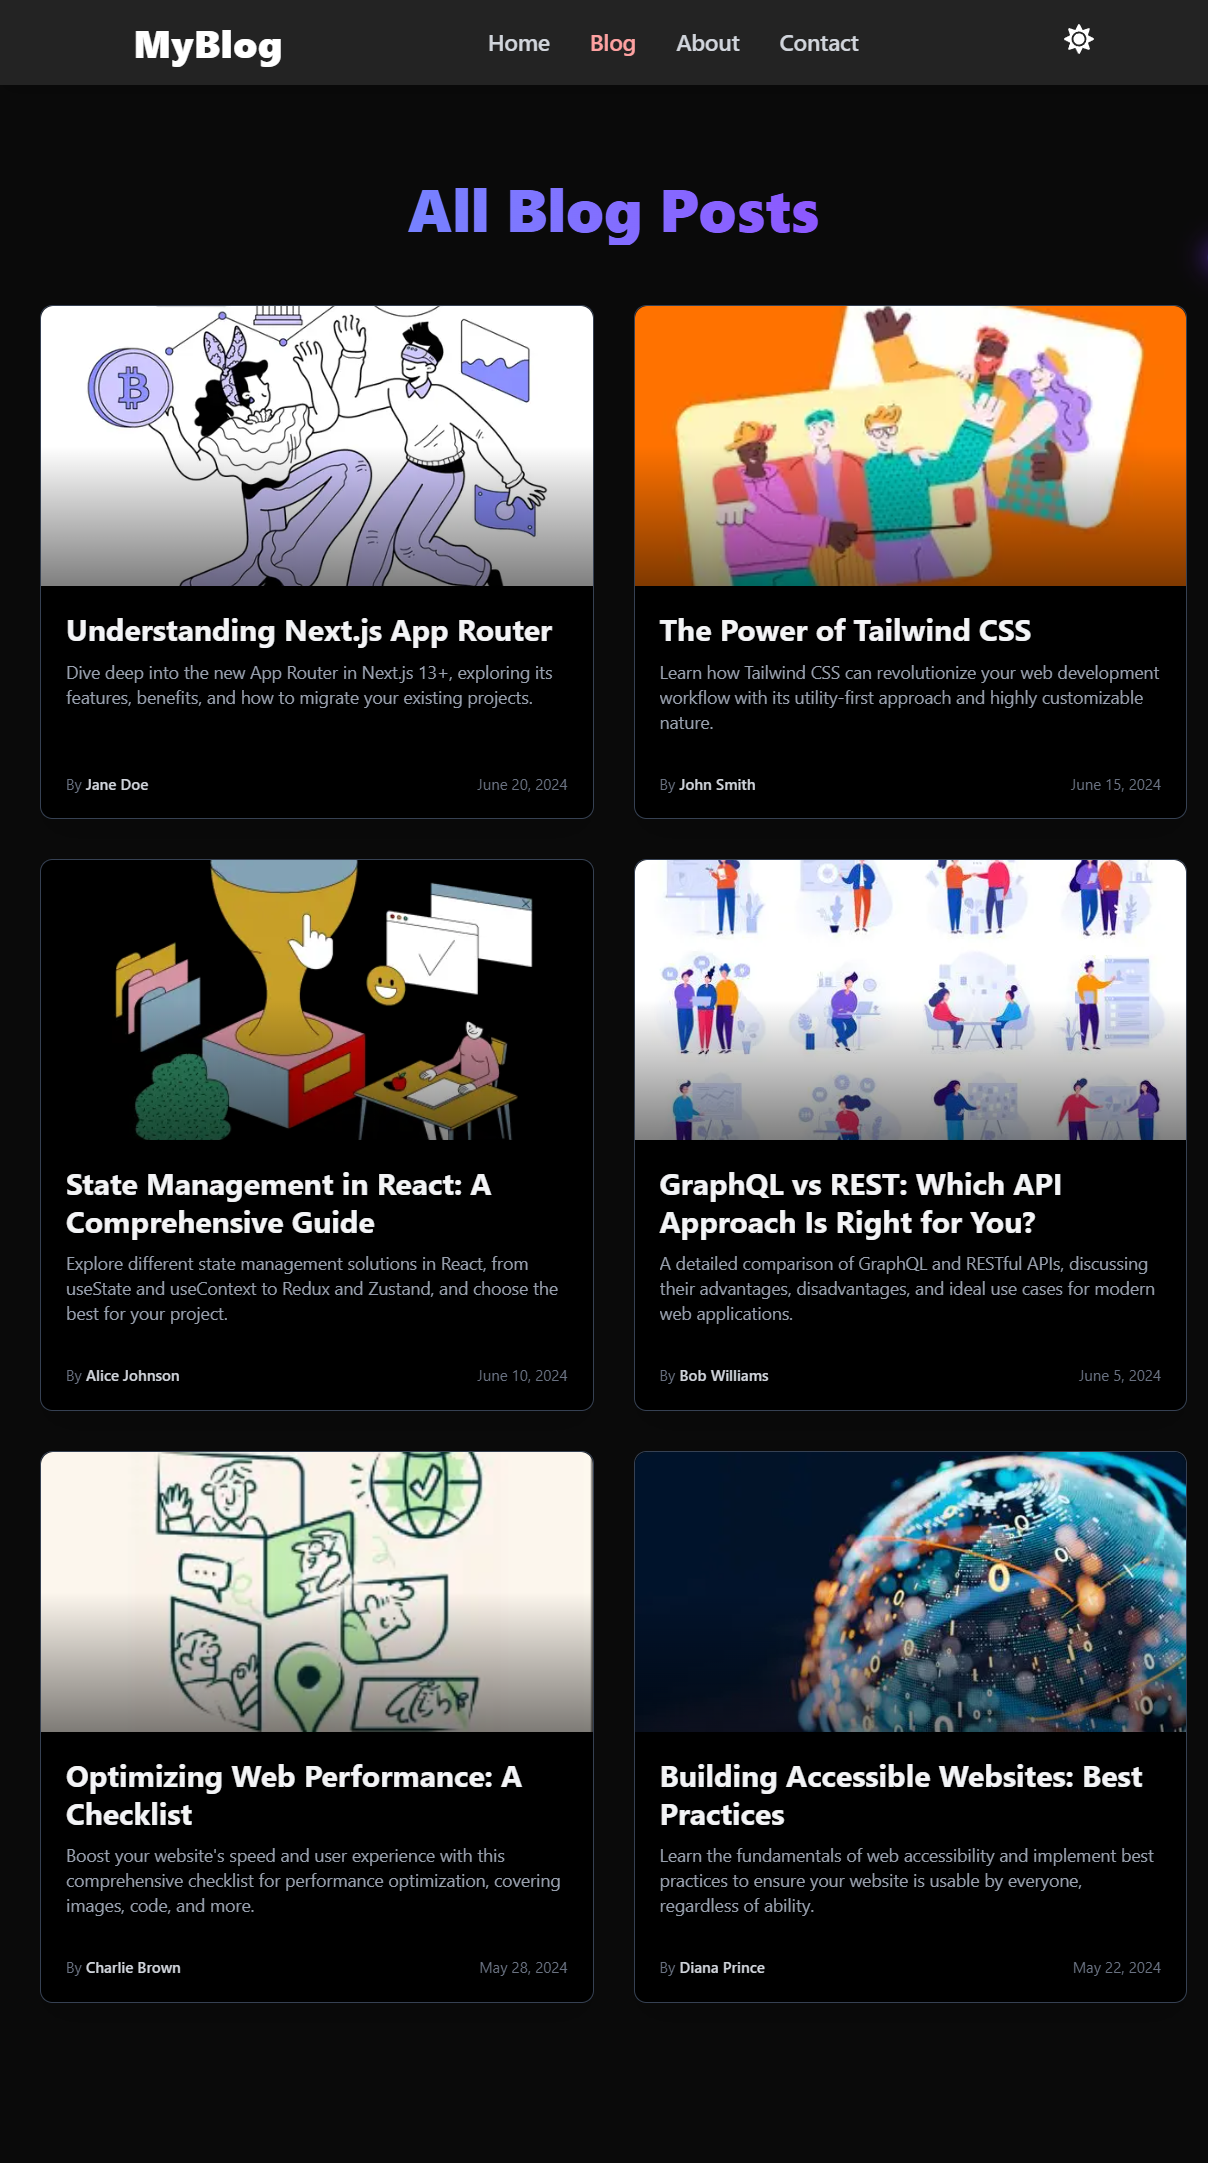 MyBlog
Home Blog About Contact
All Blog Posts
Understanding Next.js App Router
Dive deep into the new App Router in Next.js 13+, exploring its
features, benefits, and how to migrate your existing projects.
By Jane Doe June 20, 2024
The Power of Tailwind CSS
Learn how Tailwind CSS can revolutionize your web development
workflow with its utility-first approach and highly customizable
nature.
By John Smith June 15, 2024
State Management in React: A
Comprehensive Guide
Explore different state management solutions in React, from
useState and useContext to Redux and Zustand, and choose the
best for your project.
By Alice Johnson June 10, 2024
GraphQL vs REST: Which API
Approach Is Right for You?
A detailed comparison of GraphQL and RESTful APIs, discussing
their advantages, disadvantages, and ideal use cases for modern
web applications.
By Bob Williams June 5, 2024
Optimizing Web Performance: A
Checklist
Boost your website's speed and user experience with this
comprehensive checklist for performance optimization, covering
images, code, and more.
By Charlie Brown May 28, 2024
Building Accessible Websites: Best
Practices
Learn the fundamentals of web accessibility and implement best
practices to ensure your website is usable by everyone,
regardless of ability.
By Diana Prince May 22, 2024